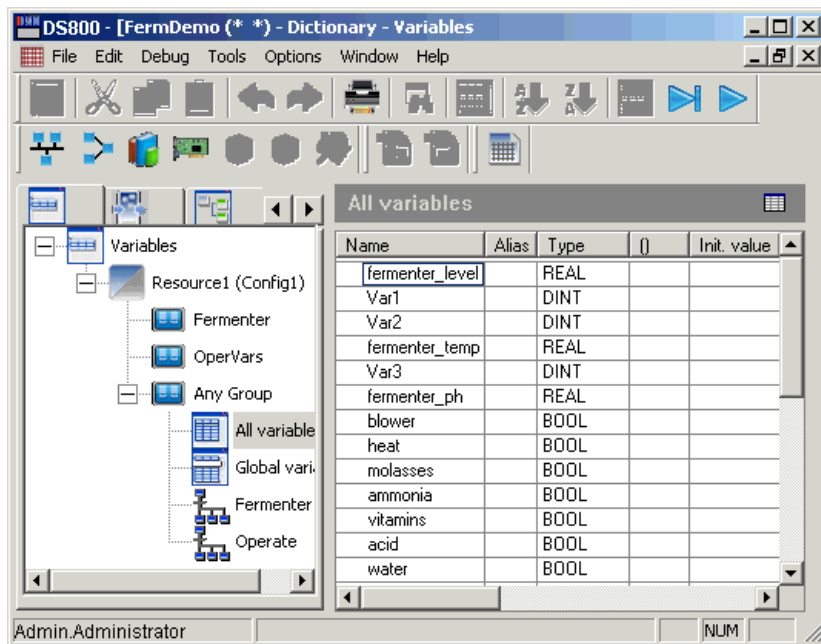 DS800 - [FermDemo (* *) - Dictionary - Variables
File Edit Debug Tools Options Window Help
All variables
Variables
Resource1 (Config1)
Fermenter
OperVars
Any Group
All variable
Global vari
Fermenter
Operate
Name Alias Type () Init. value
fermenter_level REAL
Var1 DINT
Var2 DINT
fermenter_temp REAL
Var3 DINT
fermenter_ph REAL
blower BOOL
heat BOOL
molasses BOOL
ammonia BOOL
vitamins BOOL
acid BOOL
water BOOL
Admin.Administrator NUM